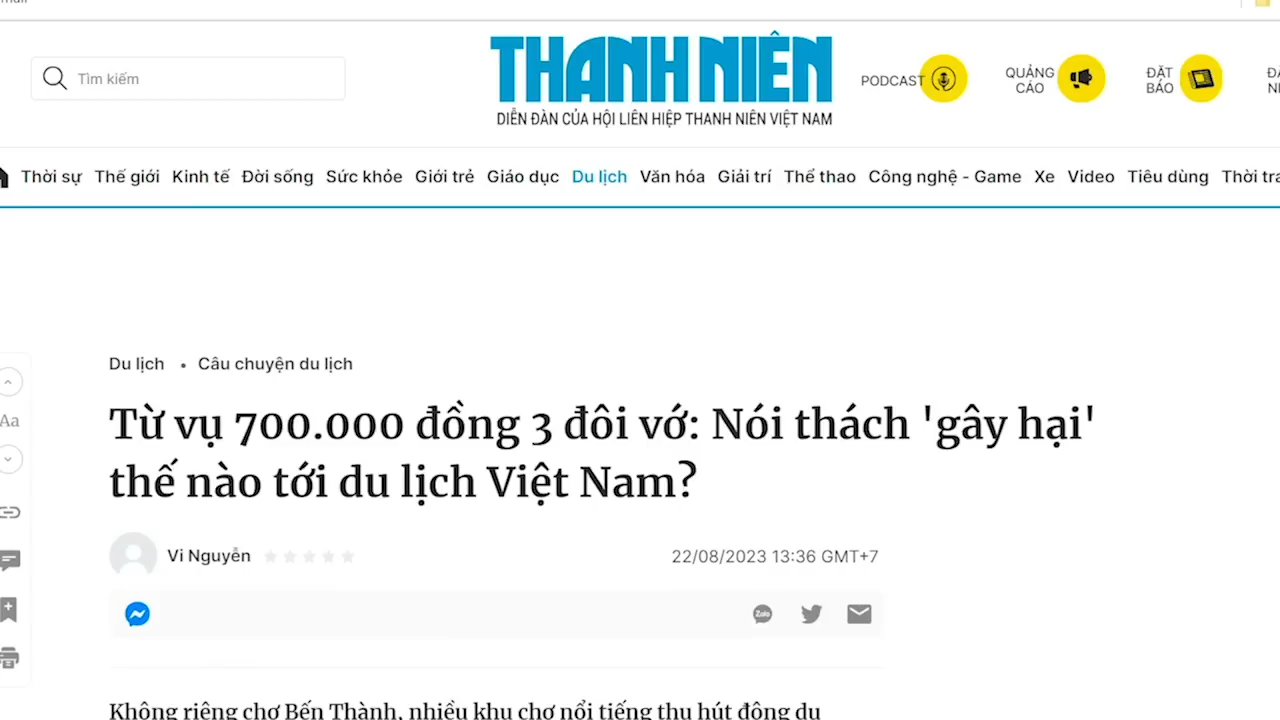 Tìm kiếm
THANH NIÊN
DIỄN ĐÀN CỦA HỘI LIÊN HIỆP THANH NIÊN VIỆT NAM
PODCAST
QUẢNG CÁO
ĐẶT BÁO
Thời sự Thế giới Kinh tế Đời sống Sức khỏe Giới trẻ Giáo dục Du lịch Văn hóa Giải trí Thể thao Công nghệ - Game Xe Video Tiêu dùng Thời
Du lịch • Câu chuyện du lịch
Từ vụ 700.000 đồng 3 đôi vớ: Nói thách 'gây hại'
thế nào tới du lịch Việt Nam?
Aa
Vi Nguyễn
22/08/2023 13:36 GMT+7
Zalo
Không riêng chợ Bến Thành, nhiều khu chợ nổi tiếng thu hút đông du